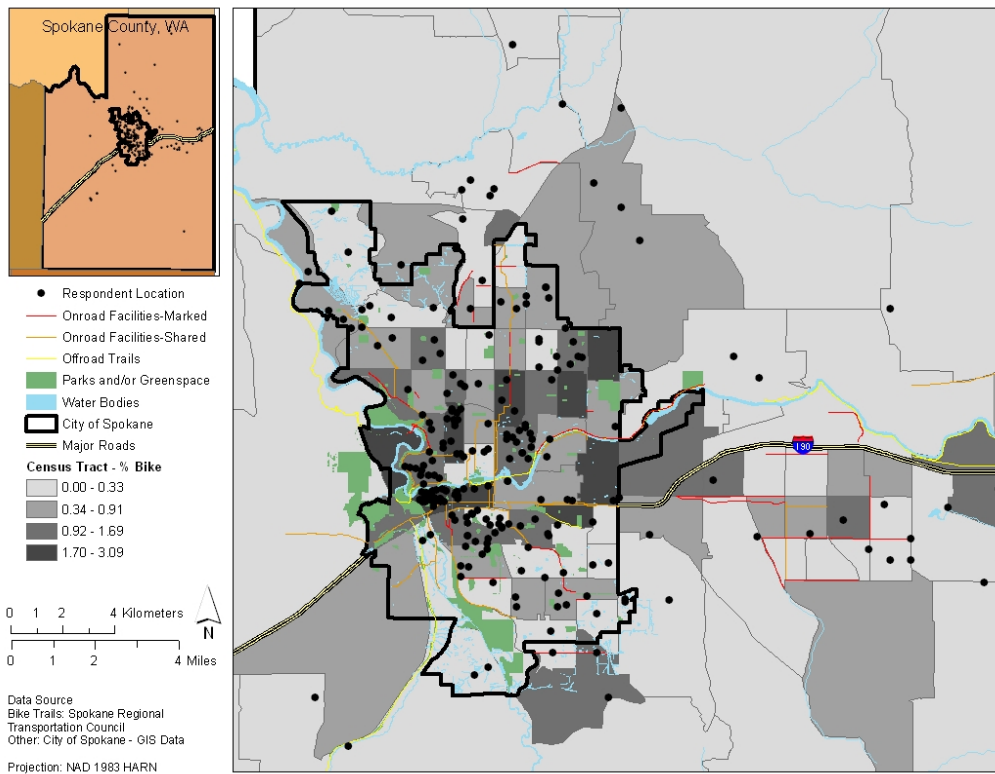 Spokane County, WA
Respondent Location
Onroad Facilities-Marked
Onroad Facilities-Shared
Offroad Trails
Parks and/or Greenspace
Water Bodies
City of Spokane
Major Roads
Census Tract - % Bike
0.00 - 0.33
0.34 - 0.91
0.92 - 1.69
1.70 - 3.09
0 1 2 4 Kilometers
0 1 2 4 Miles
N
Data Source
Bike Trails: Spokane Regional
Transportation Council
Other: City of Spokane - GIS Data
Projection: NAD 1983 HARN
190